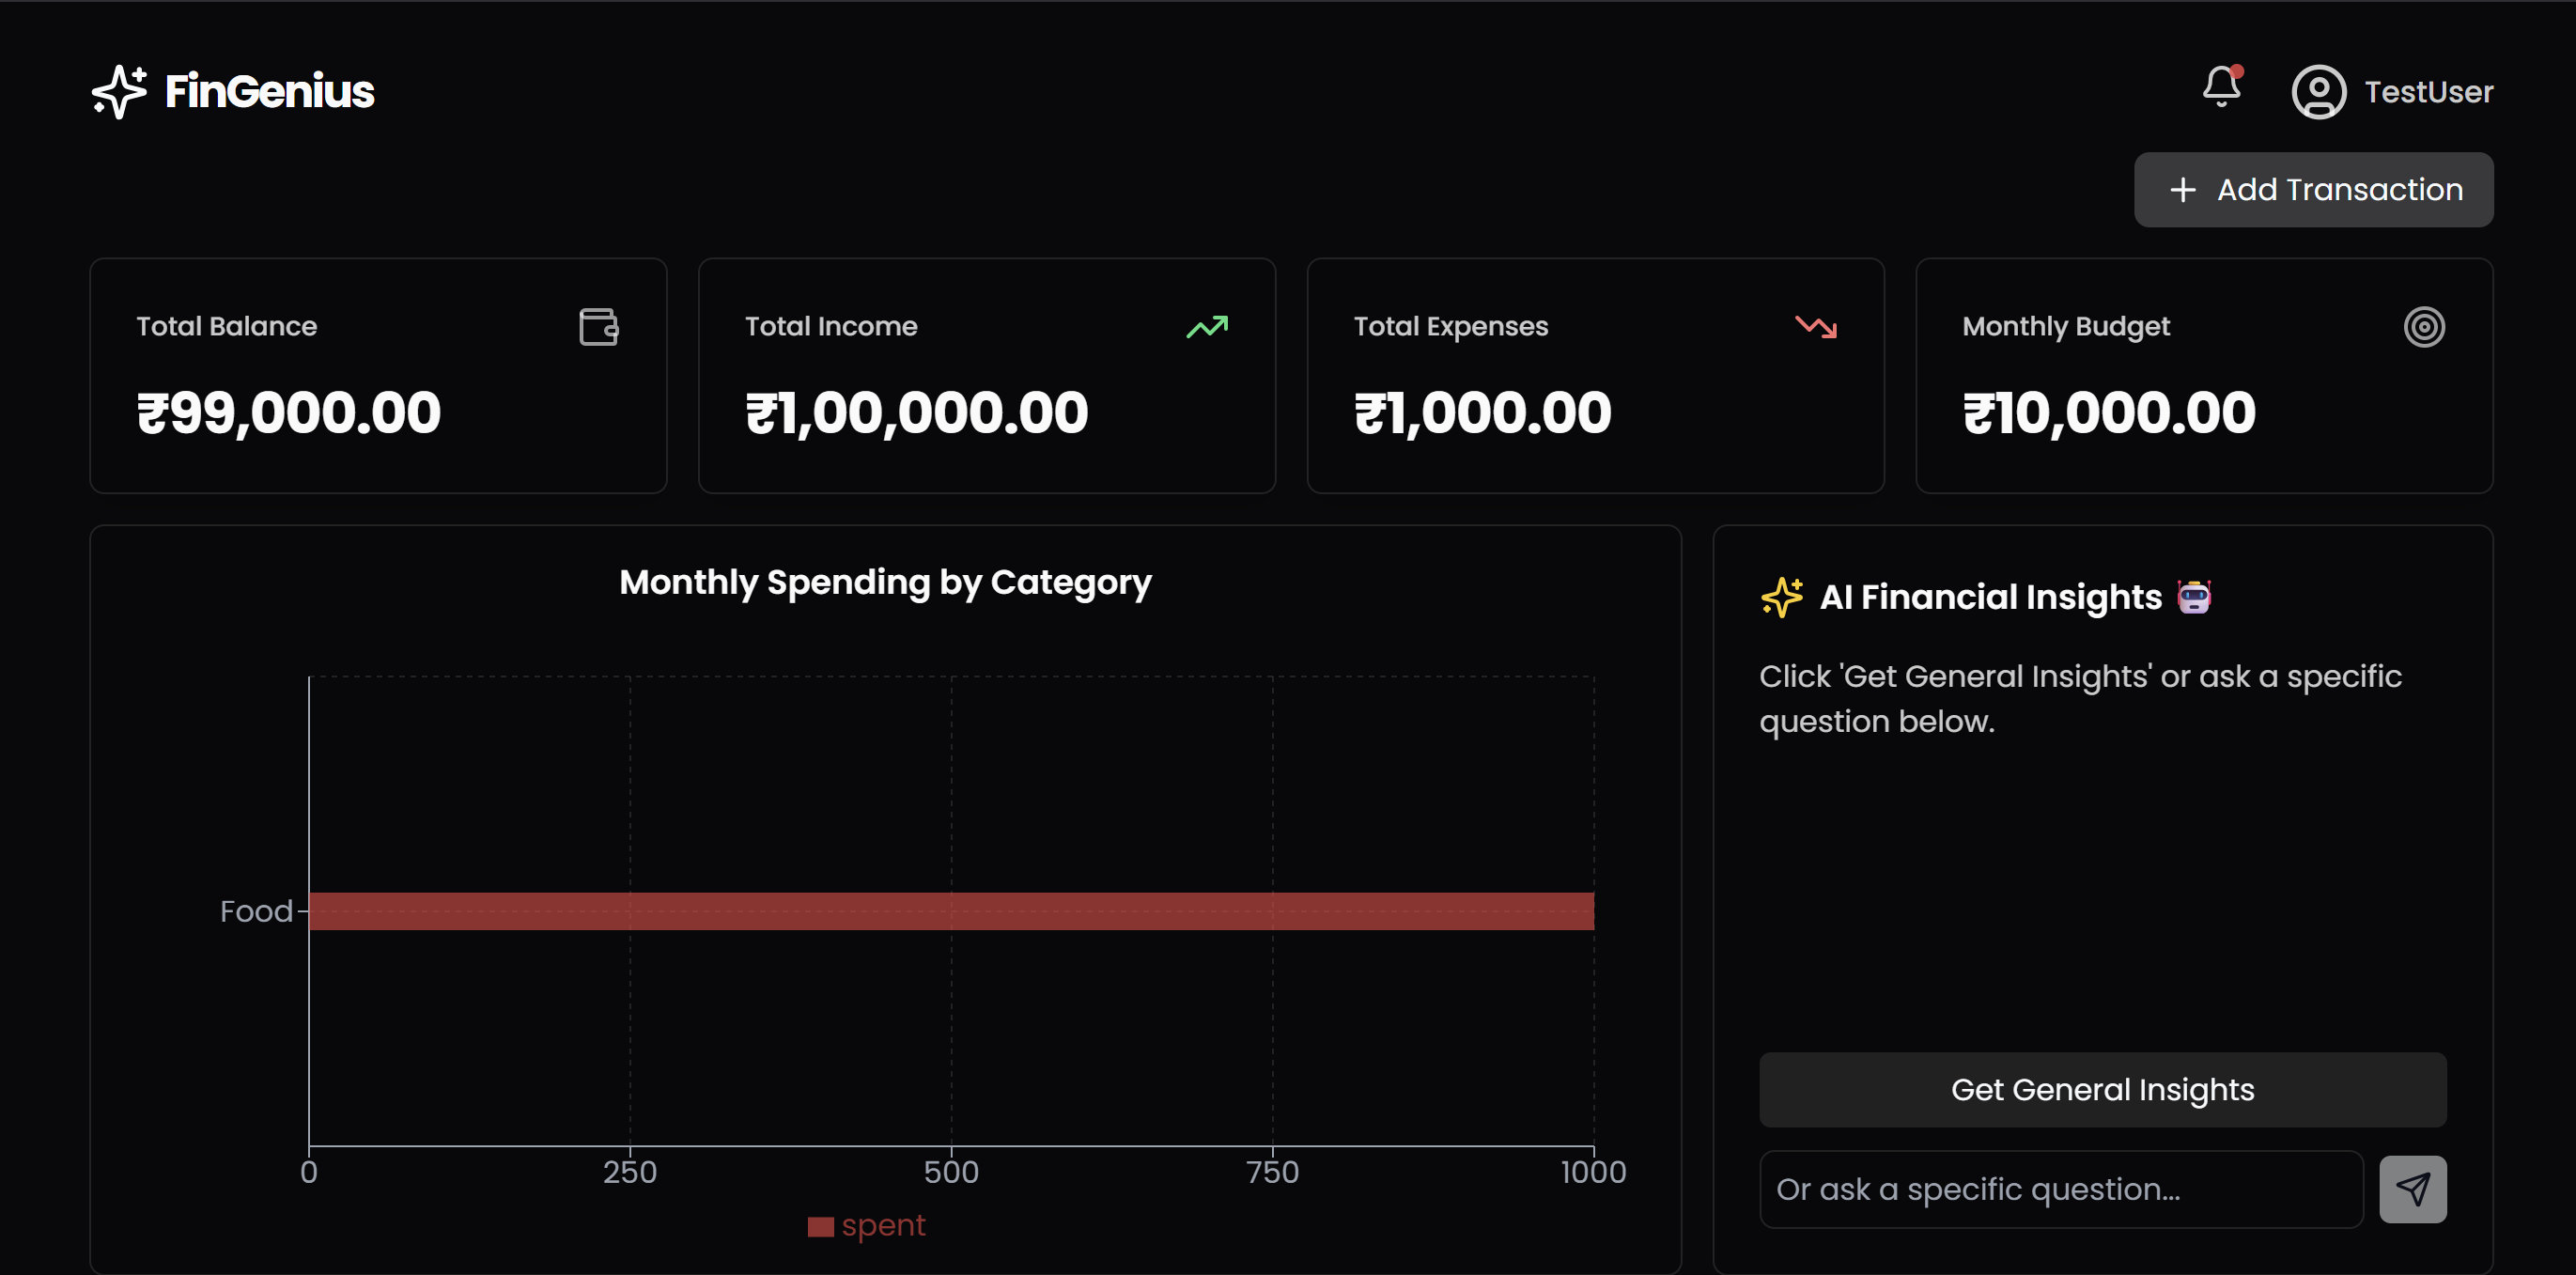 FinGenius
TestUser
Add Transaction
Total Balance
₹99,000.00
Total Income
₹1,00,000.00
Total Expenses
₹1,000.00
Monthly Budget
₹10,000.00
Monthly Spending by Category
Food
0 250 500 750 1000
spent
AI Financial Insights
Click 'Get General Insights' or ask a specific
question below.
Get General Insights
Or ask a specific question...